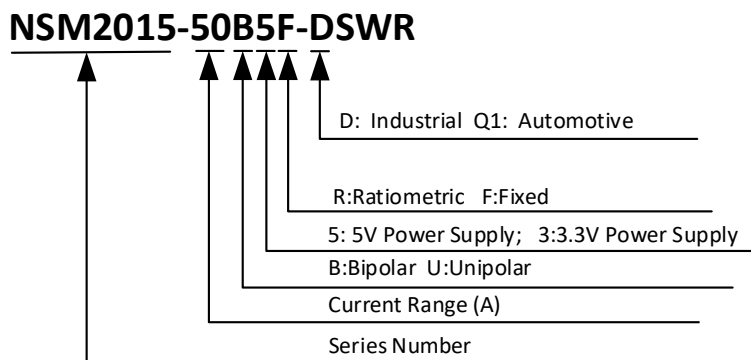 NSM2015-50B5F-DSWR
D: Industrial Q1: Automotive
R:Ratiometric F:Fixed
5: 5V Power Supply; 3:3.3V Power Supply
B:Bipolar U:Unipolar
Current Range (A)
Series Number